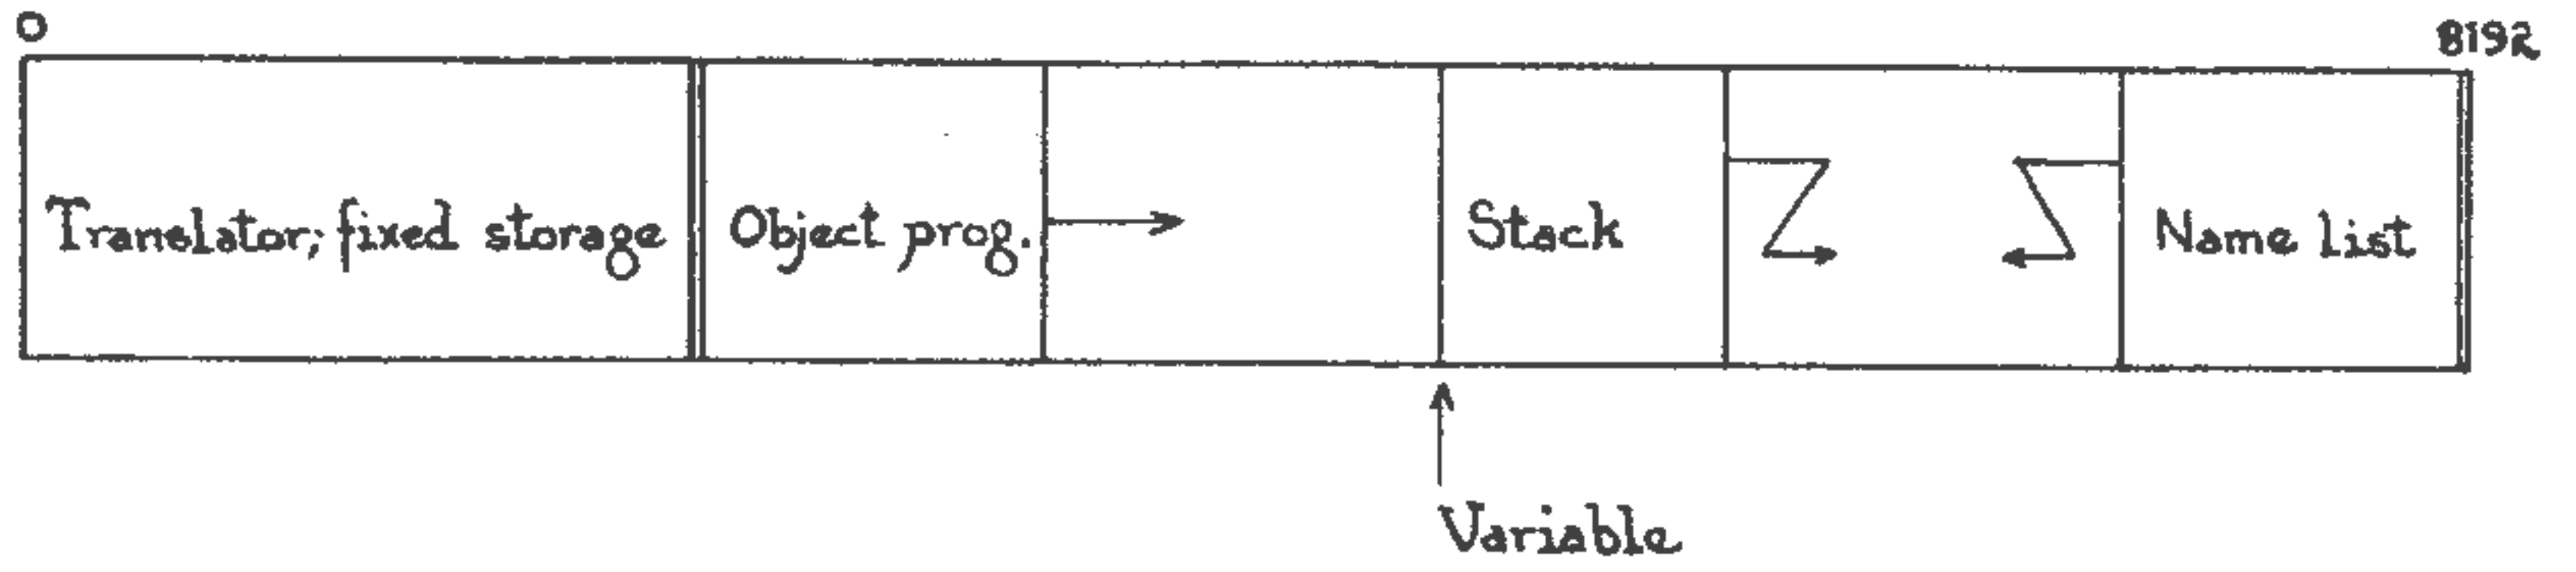 0 8192
Translator; fixed storage Object prog. Stack Name list
Variable